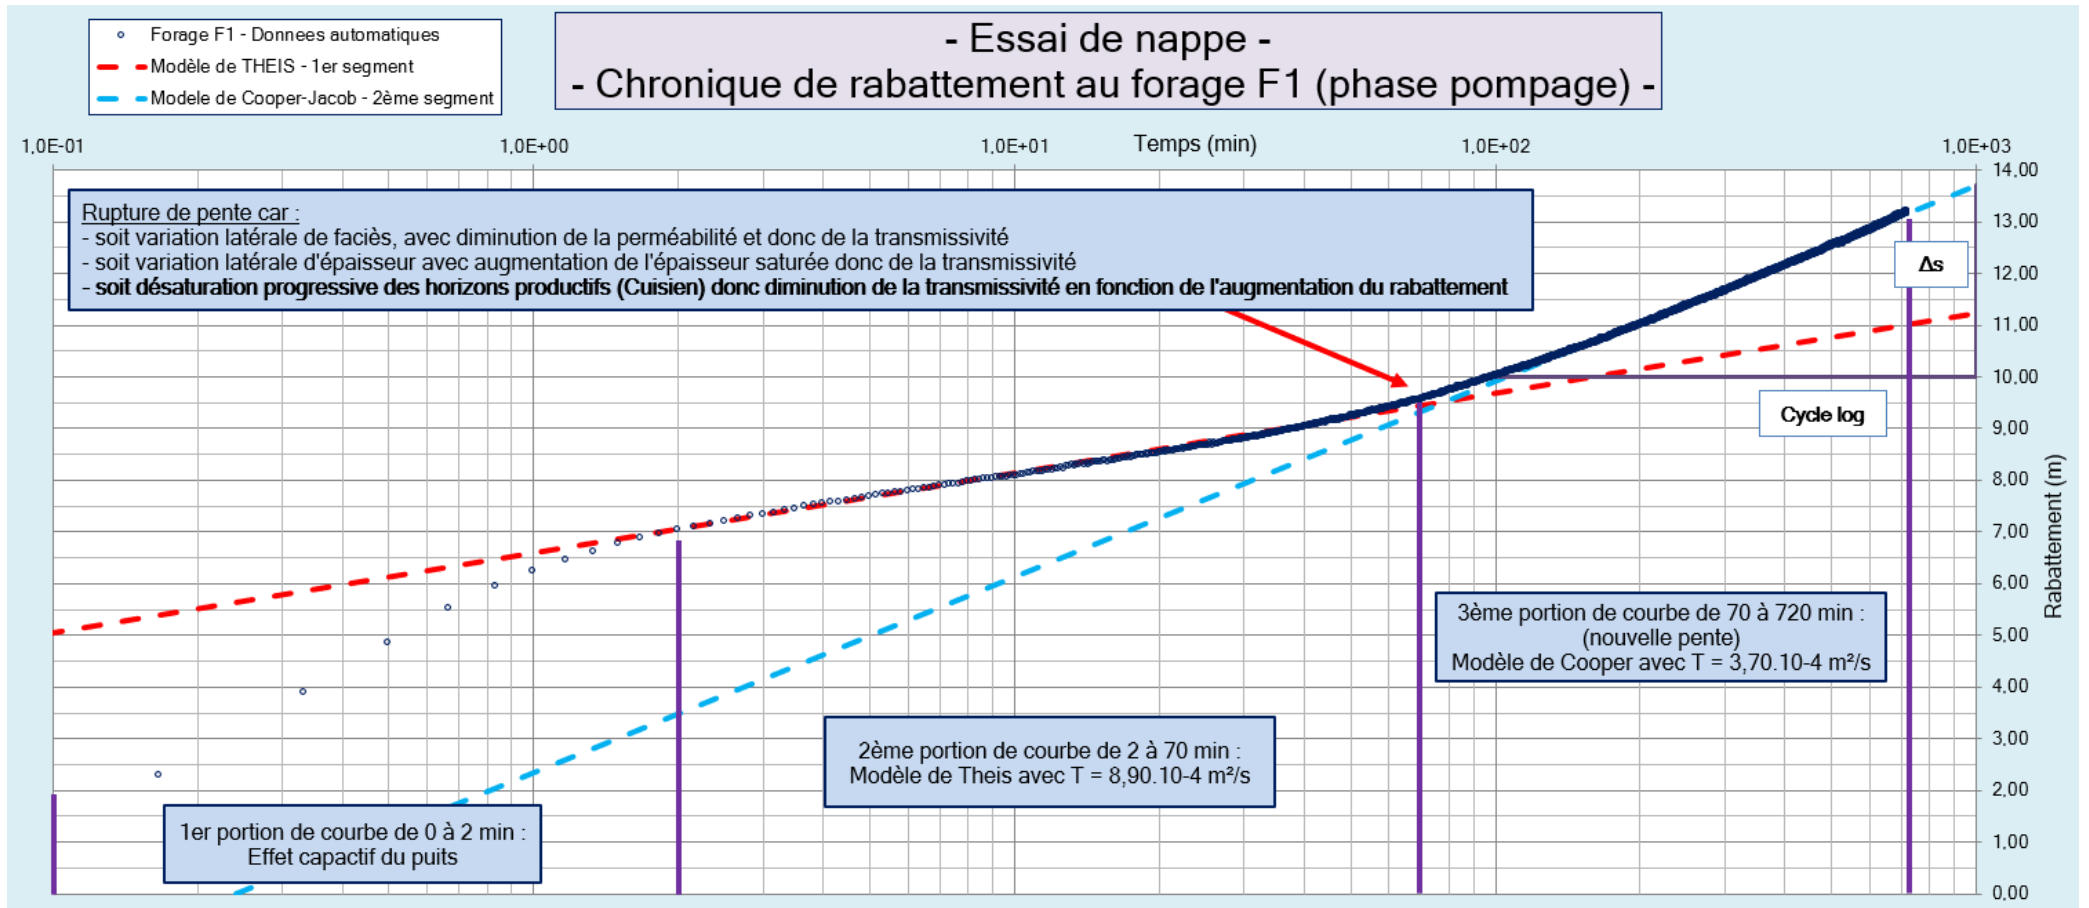 Forage F1 - Donnees automatiques
Modèle de THEIS - 1er segment
Modele de Cooper-Jacob - 2ème segment
- Essai de nappe -
- Chronique de rabattement au forage F1 (phase pompage) -
Temps (min)
1,0E-01
1,0E+00
1,0E+01
1,0E+02
1,0E+03
Rupture de pente car :
- soit variation latérale de faciès, avec diminution de la perméabilité et donc de la transmissivité
- soit variation latérale d'épaisseur avec augmentation de l'épaisseur saturée donc de la transmissivité
- soit désaturation progressive des horizons productifs (Cuisien) donc diminution de la transmissivité en fonction de l'augmentation du rabattement
14,00
13,00
12,00
11,00
10,00
9,00
8,00
7,00
6,00
5,00
4,00
3,00
2,00
1,00
0,00
Rabattement (m)
Δs
Cycle log
3ème portion de courbe de 70 à 720 min :
(nouvelle pente)
Modèle de Cooper avec T = 3,70.10-4 m²/s
2ème portion de courbe de 2 à 70 min :
Modèle de Theis avec T = 8,90.10-4 m²/s
1er portion de courbe de 0 à 2 min :
Effet capactif du puits